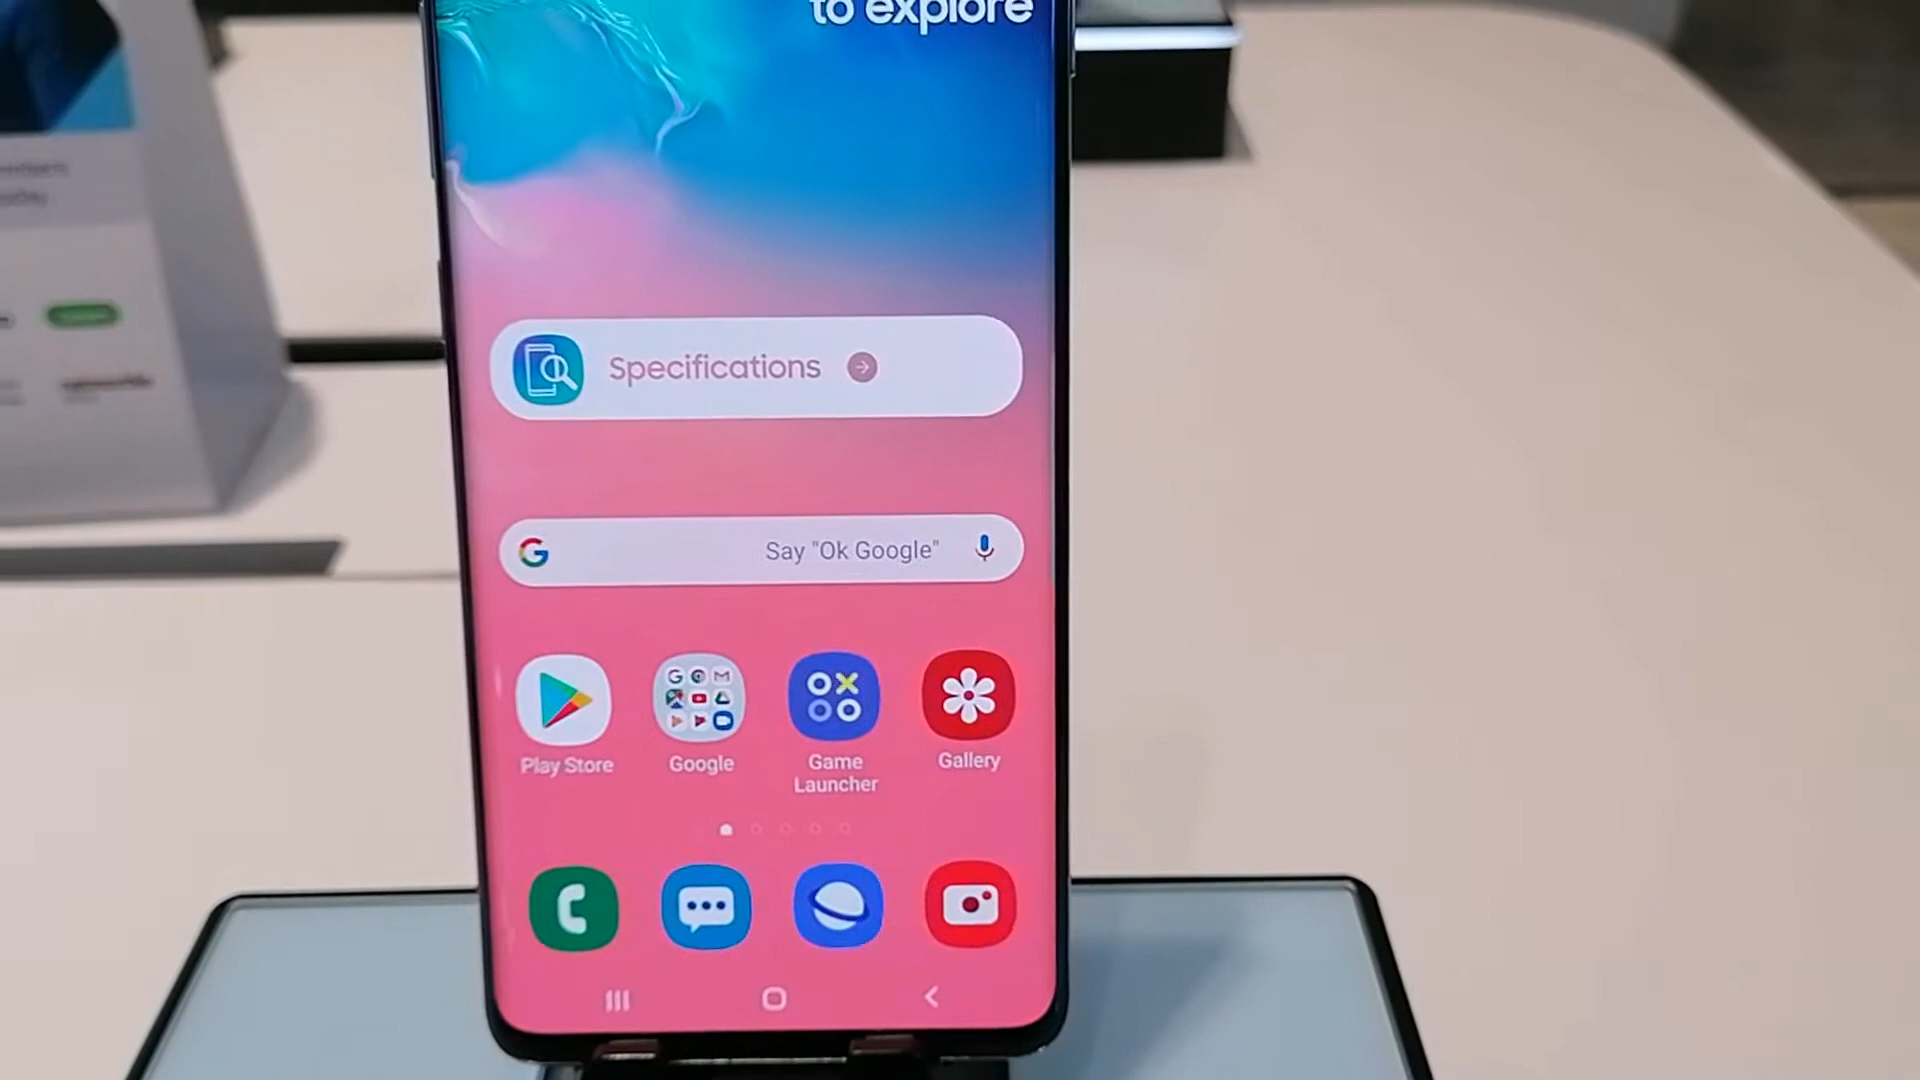 to explore
Specifications
Say "Ok Google"
Play Store
Google
Game
Launcher
Gallery